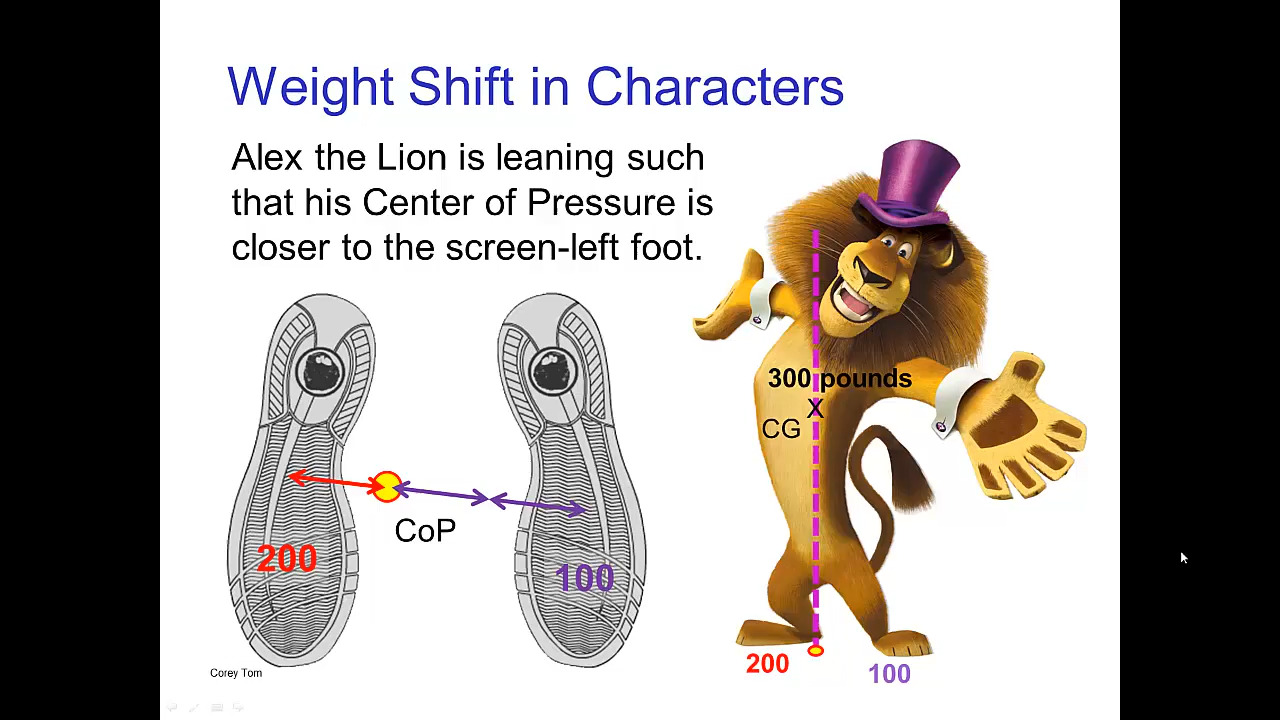 Weight Shift in Characters
Alex the Lion is leaning such
that his Center of Pressure is
closer to the screen-left foot.
300 pounds
X
CG
CoP
200
100
200
100
Corey Tom